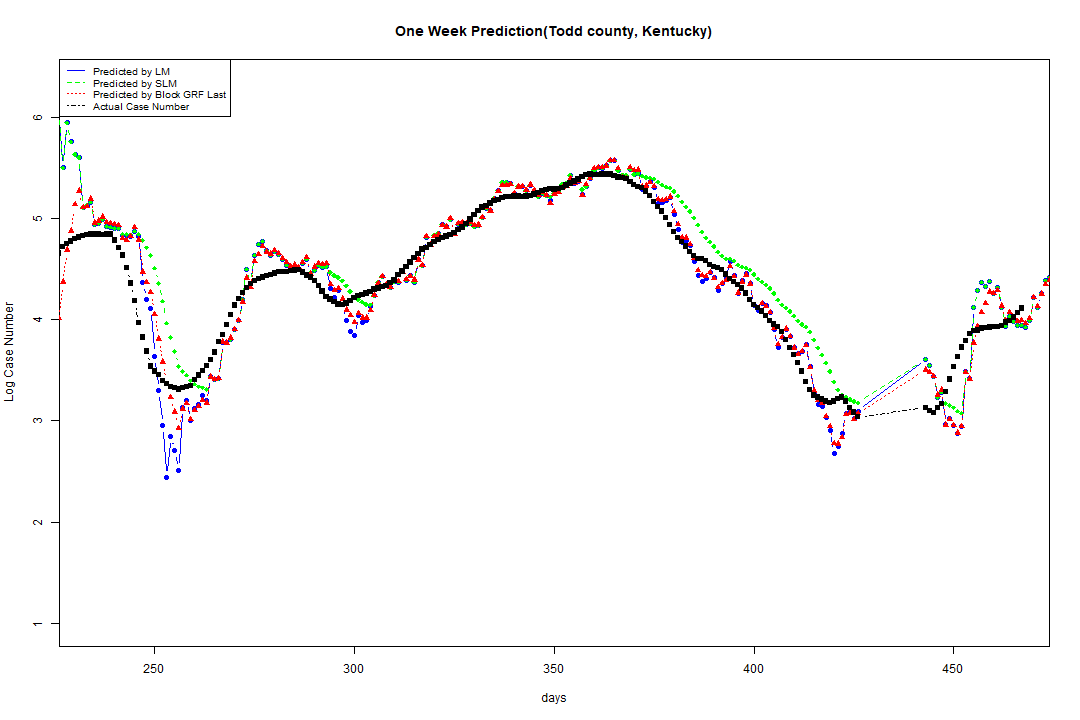 One Week Prediction(Todd county, Kentucky)
Predicted by LM
Predicted by SLM
Predicted by Block GRF Last
Actual Case Number
Log Case Number
6
5
4
3
2
1
250 300 350 400 450
days